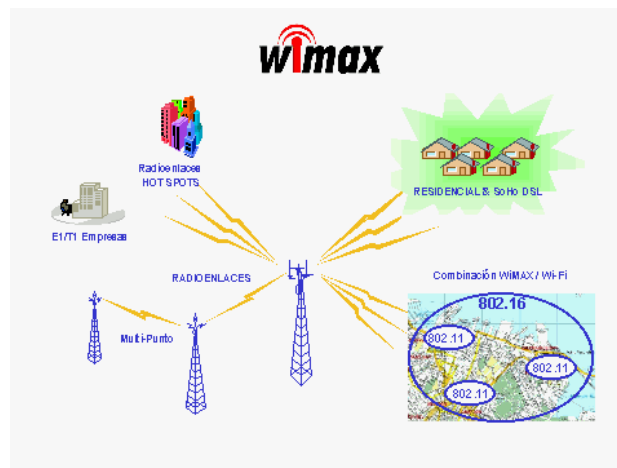 wimax
Radioenlaces
HOT SPOTS
RESIDENCIAL & SoHo DSL
E1/T1 Empresas
RADIOENLACES
Combinación WiMAX / Wi-Fi
802.16
Multi-Punto
802.11
802.11
802.11